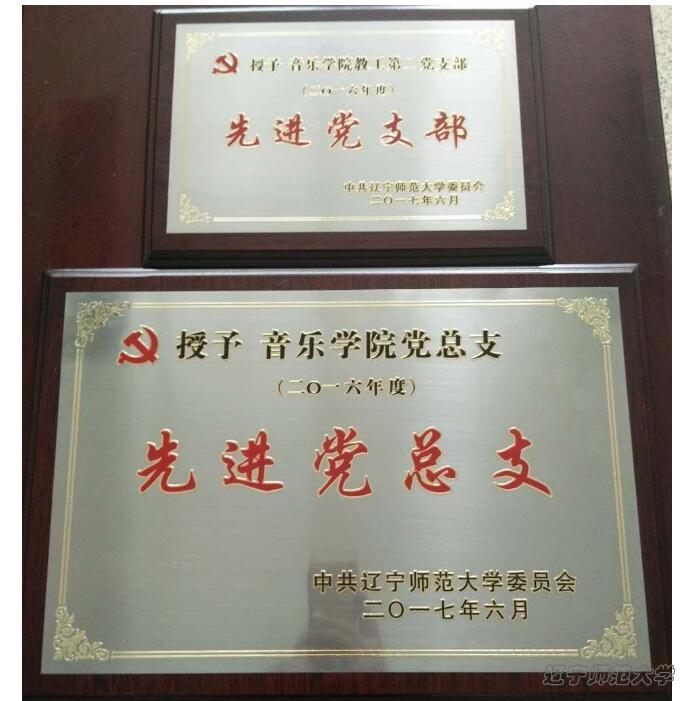 授予 音乐学院教工第二党支部
(二〇一六年度)
先进党支部
中共辽宁师范大学委员会
二〇一七年六月
授予 音乐学院党总支
(二〇一六年度)
先进党总支
中共辽宁师范大学委员会
二〇一七年六月
辽宁师范大学